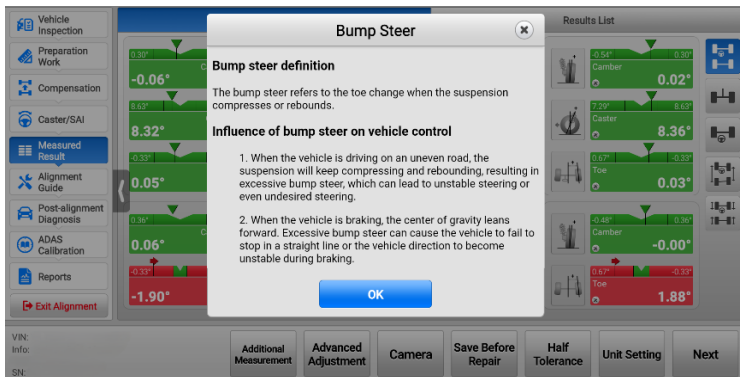 Vehicle
Inspection
Preparation
Work
Compensation
Caster/SAI
Measured
Result
Alignment
Guide
Post-alignment
Diagnosis
ADAS
Calibration
Reports
Exit Alignment
Results List
0.30°
-0.06°
8.63°
8.32°
-0.33°
0.05°
0.36°
0.06°
-0.33°
-1.90°
Bump Steer
Bump steer definition
The bump steer refers to the toe change when the suspension
compresses or rebounds.
Influence of bump steer on vehicle control
1. When the vehicle is driving on an uneven road, the
suspension will keep compressing and rebounding, resulting in
excessive bump steer, which can lead to unstable steering or
even undesired steering.
2. When the vehicle is braking, the center of gravity leans
forward. Excessive bump steer can cause the vehicle to fail to
stop in a straight line or the vehicle direction to become
unstable during braking.
OK
-0.54° 0.30°
Camber
0.02°
7.29° 8.63°
Caster
8.36°
0.67° -0.33°
Toe
0.03°
-0.48° 0.36°
Camber
-0.00°
0.67° -0.33°
Toe
1.88°
VIN:
Info:
SN:
Additional
Measurement
Advanced
Adjustment
Camera
Save Before
Repair
Half
Tolerance
Unit Setting
Next